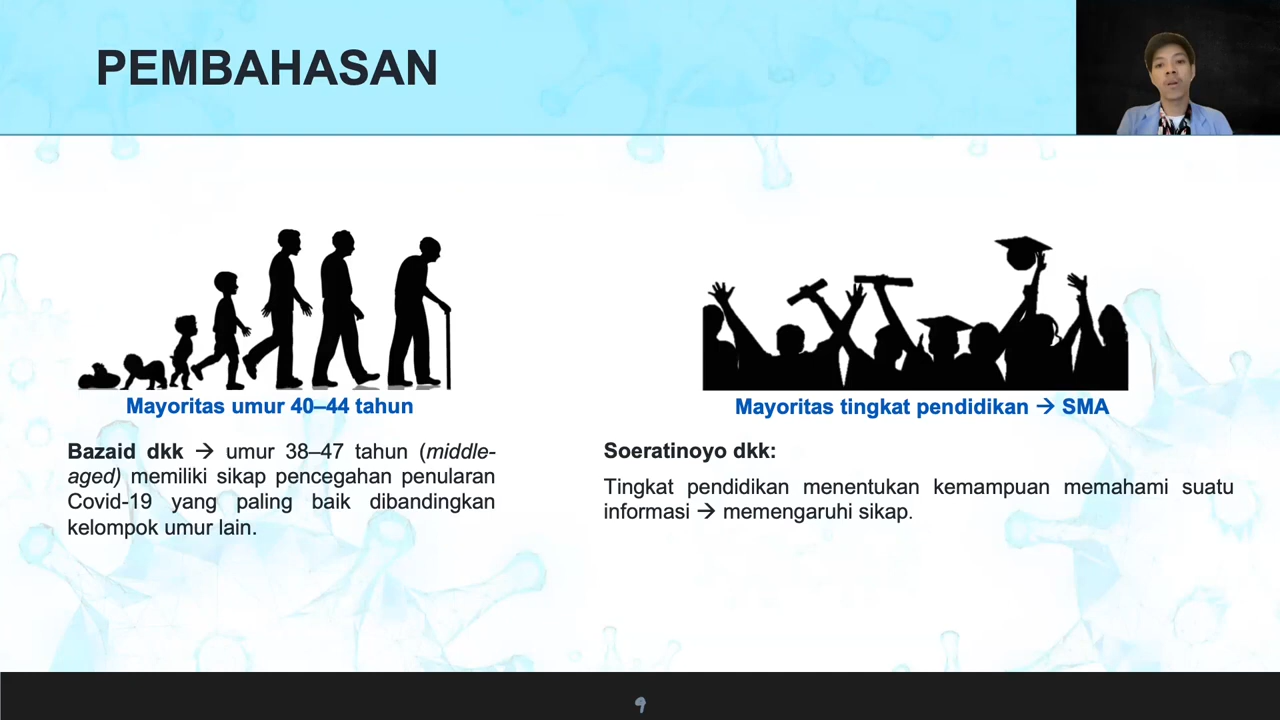 PEMBAHASAN
Mayoritas umur 40–44 tahun
Bazaid dkk → umur 38–47 tahun (middle-
aged) memiliki sikap pencegahan penularan
Covid-19 yang paling baik dibandingkan
kelompok umur lain.
Mayoritas tingkat pendidikan → SMA
Soeratinoyo dkk:
Tingkat pendidikan menentukan kemampuan memahami suatu
informasi → memengaruhi sikap.
9